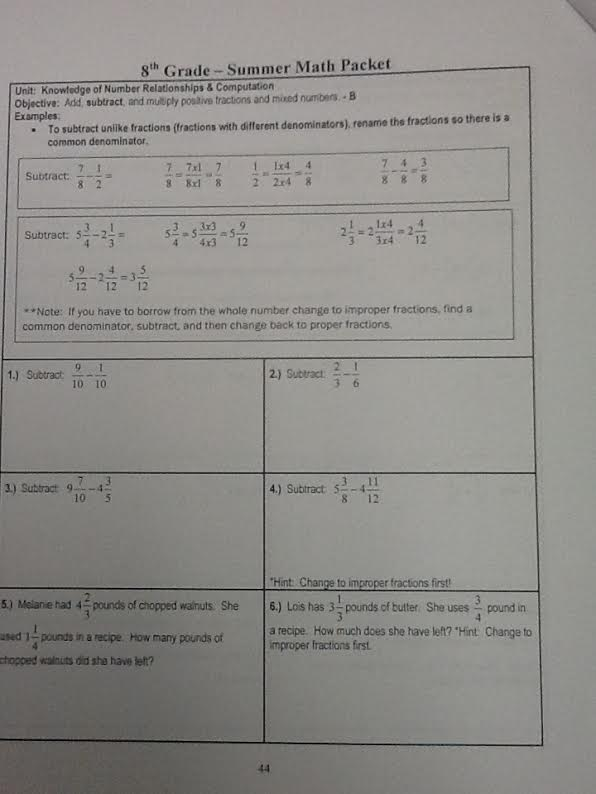 8th Grade – Summer Math Packet
Unit: Knowledge of Number Relationships & Computation
Objective: Add, subtract, and multiply positive fractions and mixed numbers. - B
Examples:
• To subtract unlike fractions (fractions with different denominators), rename the fractions so there is a
common denominator.
Subtract: 7/8 - 1/2 = 7/8 = 7x1/8x1 = 7/8 1/2 = 1x4/2x4 = 4/8 7/8 - 4/8 = 3/8
Subtract: 5 3/4 - 2 1/3 = 5 3/4 = 5 3x3/4x3 = 5 9/12 2 1/3 = 2 1x4/3x4 = 2 4/12
5 9/12 - 2 4/12 = 3 5/12
**Note: If you have to borrow from the whole number change to improper fractions, find a
common denominator, subtract, and then change back to proper fractions.
1.) Subtract: 9/10 - 1/10
2.) Subtract: 2/3 - 1/6
3.) Subtract: 9 7/10 - 4 3/5
4.) Subtract: 5 3/8 - 4 11/12
*Hint: Change to improper fractions first!
5.) Melanie had 4 2/3 pounds of chopped walnuts. She
used 1 1/4 pounds in a recipe. How many pounds of
chopped walnuts did she have left?
6.) Lois has 3 1/3 pounds of butter. She uses 3/4 pound in
a recipe. How much does she have left? *Hint: Change to
improper fractions first.
44